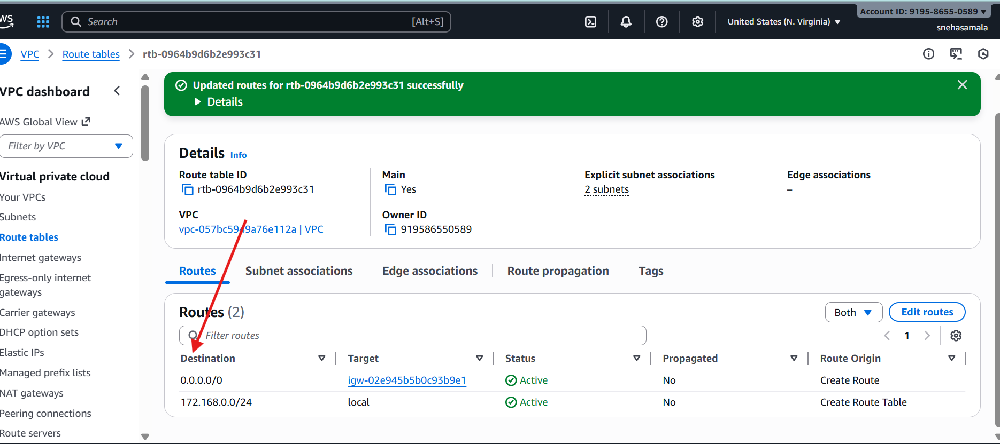 WS
Search
[Alt+S]
United States (N. Virginia)
Account ID: 9195-8655-0589
snehasamala
VPC
Route tables
rtb-0964b9d6b2e993c31
VPC dashboard
AWS Global View
Filter by VPC
Virtual private cloud
Your VPCs
Subnets
Route tables
Internet gateways
Egress-only internet
gateways
Carrier gateways
DHCP option sets
Elastic IPs
Managed prefix lists
NAT gateways
Peering connections
Route servers
Updated routes for rtb-0964b9d6b2e993c31 successfully
Details
Details Info
Route table ID
rtb-0964b9d6b2e993c31
Main
Yes
Explicit subnet associations
2 subnets
Edge associations
–
VPC
vpc-057bc5949a76e112a | VPC
Owner ID
919586550589
Routes
Subnet associations
Edge associations
Route propagation
Tags
Routes (2)
Both
Edit routes
Filter routes
1
Destination Target Status Propagated Route Origin
0.0.0.0/0 igw-02e945b5b0c93b9e1 Active No Create Route
172.168.0.0/24 local Active No Create Route Table